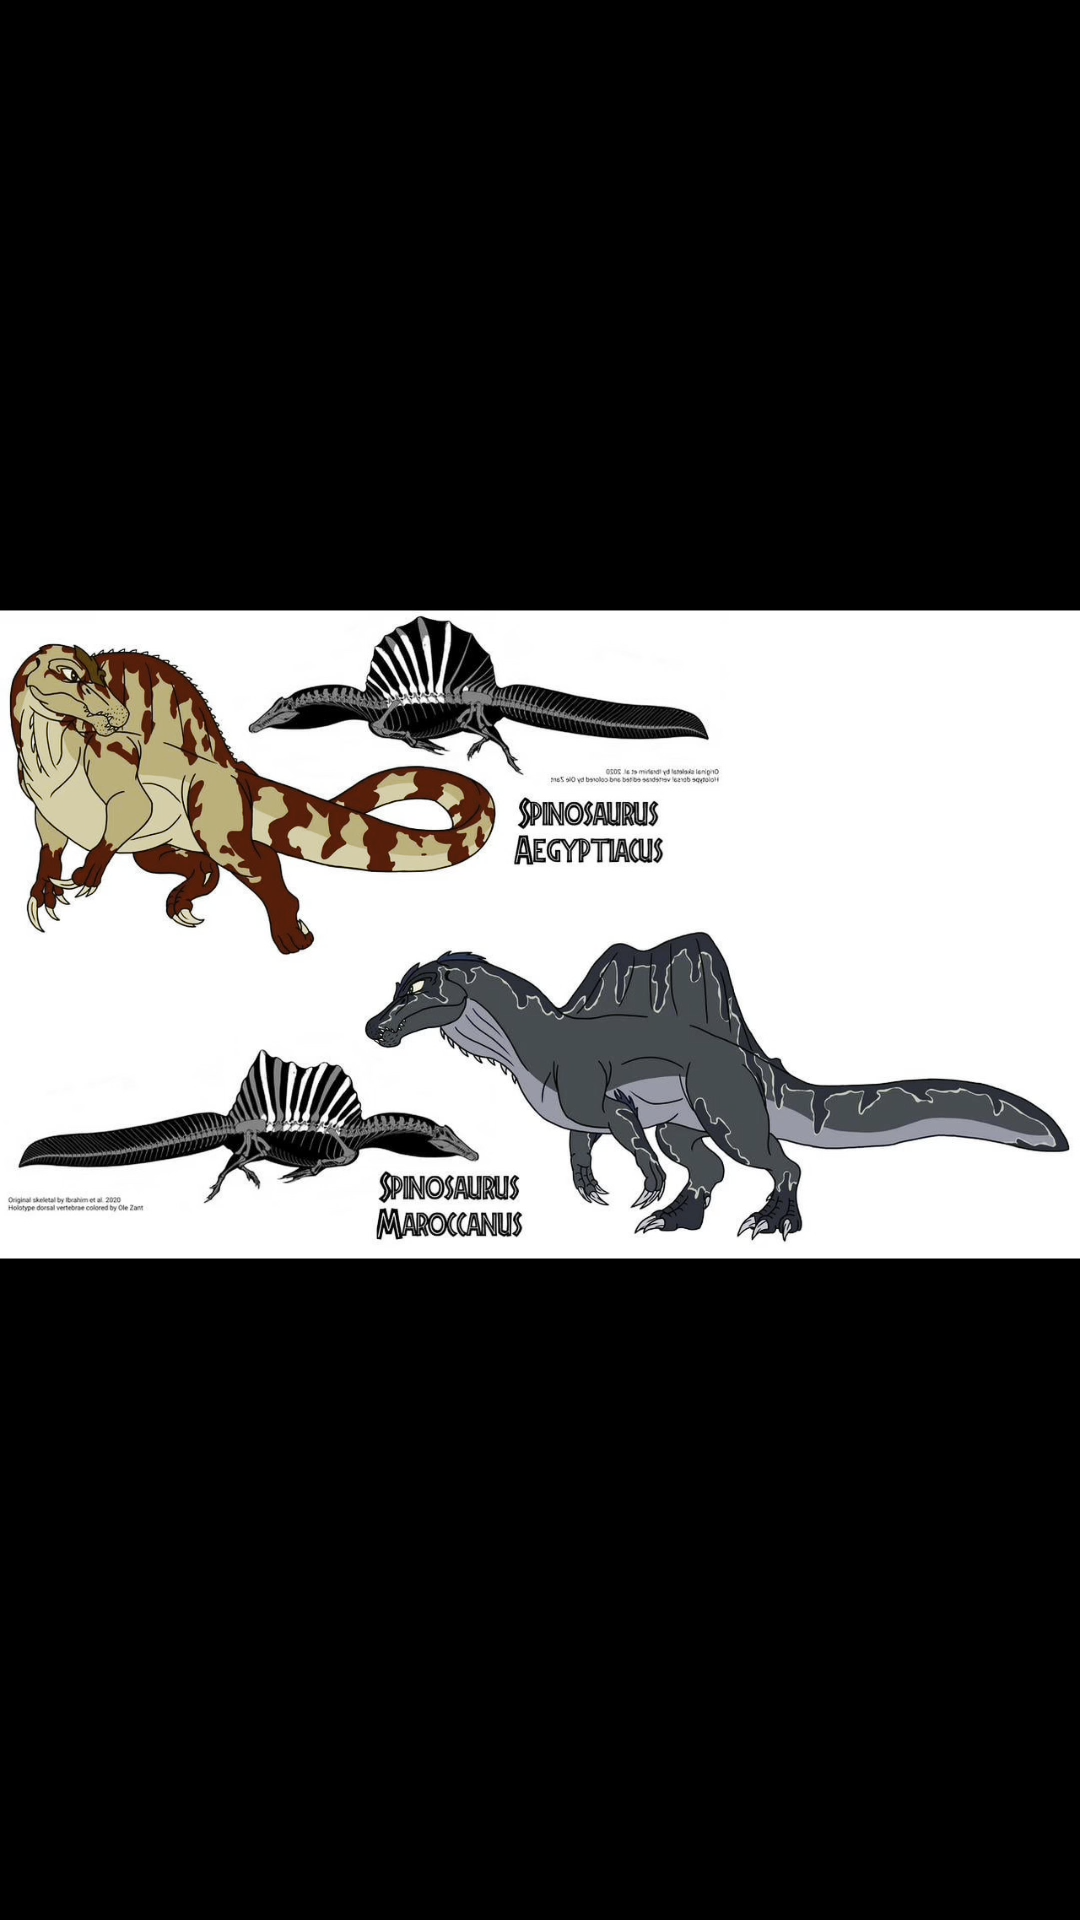 Original skeletal by Ibrahim et al. 2020
Holotype dorsal vertebrae edited and colored by Ole Zant
SPINOSAURUS
AEGYPTIACUS
SPINOSAURUS
MAROCCANUS
Original skeletal by Ibrahim et al. 2020
Holotype dorsal vertebrae colored by Ole Zant